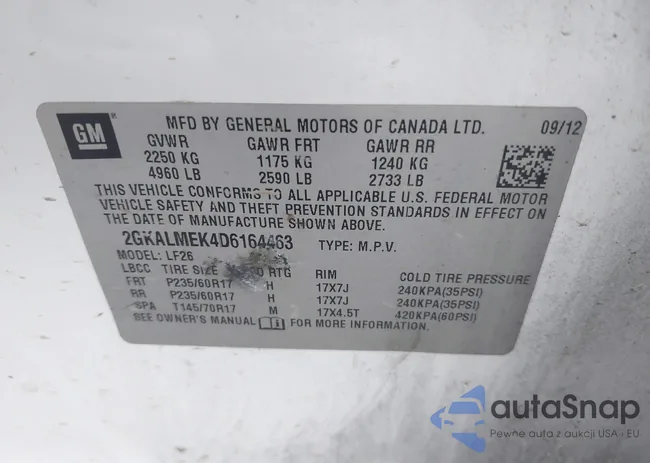 GM
MFD BY GENERAL MOTORS OF CANADA LTD. 09/12
GVWR GAWR FRT GAWR RR
2250 KG 1175 KG 1240 KG
4960 LB 2590 LB 2733 LB
THIS VEHICLE CONFORMS TO ALL APPLICABLE U.S. FEDERAL MOTOR
VEHICLE SAFETY AND THEFT PREVENTION STANDARDS IN EFFECT ON
THE DATE OF MANUFACTURE SHOWN ABOVE.
2GKALMEK4D6164463 TYPE: M.P.V.
MODEL: LF26
LBCC TIRE SIZE RTG RIM COLD TIRE PRESSURE
FRT P235/60R17 H 17X7J 240KPA(35PSI)
RR P235/60R17 H 17X7J 240KPA(35PSI)
SPA T145/70R17 M 17X4.5T 420KPA(60PSI)
SEE OWNER'S MANUAL FOR MORE INFORMATION.
autaSnap
Pewne auta z aukcji USA · EU